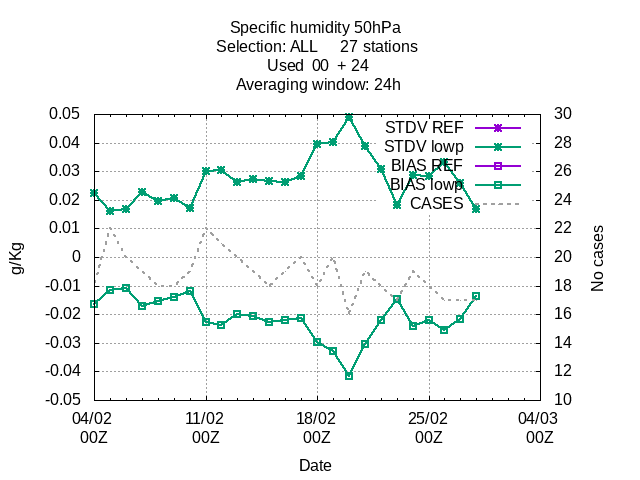 Specific humidity 50hPa
Selection: ALL     27 stations
Used  00  + 24
Averaging window: 24h
0.05
0.04
0.03
0.02
0.01
0
-0.01
-0.02
-0.03
-0.04
-0.05
g/Kg
30
28
26
24
22
20
18
16
14
12
10
No cases
STDV REF
STDV lowp
BIAS REF
BIAS lowp
CASES
04/02 11/02 18/02 25/02 04/03
00Z 00Z 00Z 00Z 00Z
Date